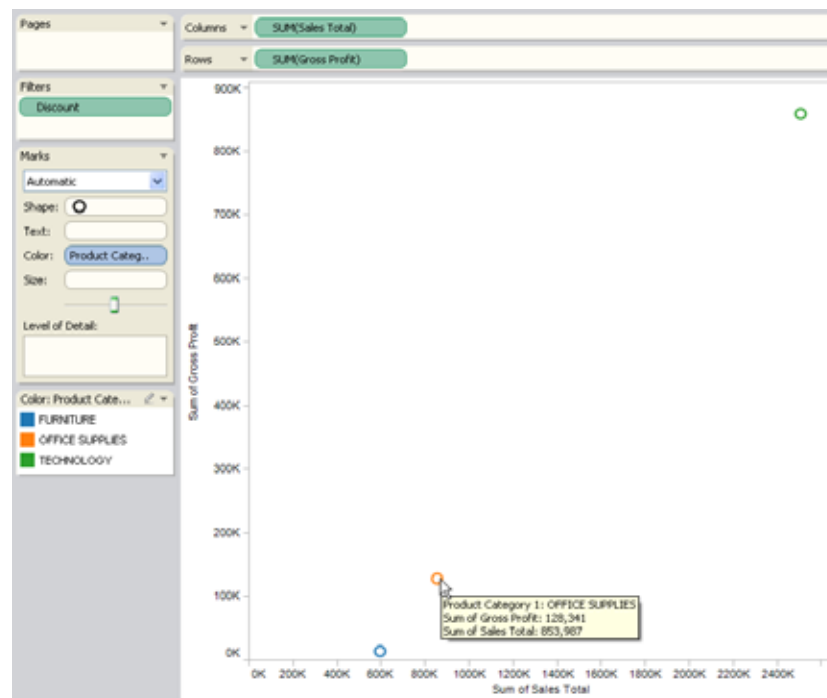 Pages
Columns SUM(Sales Total)
Rows SUM(Gross Profit)
Filters
Discount
Marks
Automatic
Shape:
Text:
Color: Product Categ..
Size:
Level of Detail:
Color: Product Cate...
FURNITURE
OFFICE SUPPLIES
TECHNOLOGY
900K
800K
700K
600K
500K
400K
300K
200K
100K
0K
Sum of Gross Profit
Product Category 1: OFFICE SUPPLIES
Sum of Gross Profit: 128,341
Sum of Sales Total: 853,987
0K 200K 400K 600K 800K 1000K 1200K 1400K 1600K 1800K 2000K 2200K 2400K
Sum of Sales Total